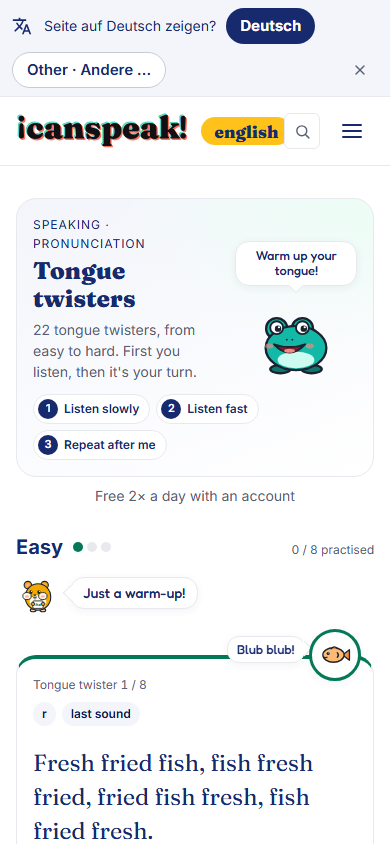 Seite auf Deutsch zeigen?
Deutsch
Other · Andere ...
icanspeak!
english
SPEAKING ·
PRONUNCIATION
Tongue
twisters
22 tongue twisters, from
easy to hard. First you
listen, then it's your turn.
Warm up your
tongue!
1 Listen slowly
2 Listen fast
3 Repeat after me
Free 2× a day with an account
Easy
0 / 8 practised
Just a warm-up!
Blub blub!
Tongue twister 1 / 8
r
last sound
Fresh fried fish, fish fresh
fried, fried fish fresh, fish
fried fresh.